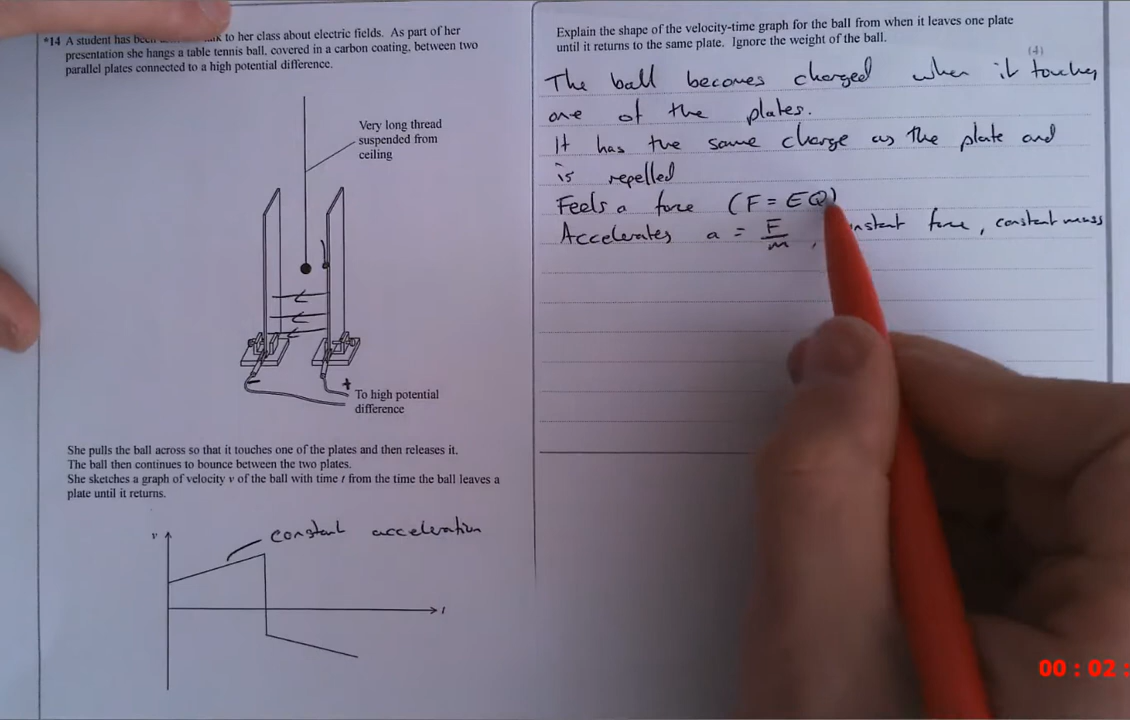 *14 A student has to her class about electric fields. As part of her
presentation she hangs a table tennis ball, covered in a carbon coating, between two
parallel plates connected to a high potential difference.
Very long thread
suspended from
ceiling
-
+
To high potential
difference
She pulls the ball across so that it touches one of the plates and then releases it.
The ball then continues to bounce between the two plates.
She sketches a graph of velocity v of the ball with time t from the time the ball leaves a
plate until it returns.
constant acceleration
v
t
Explain the shape of the velocity-time graph for the ball from when it leaves one plate
until it returns to the same plate. Ignore the weight of the ball.
(4)
The ball becomes charged when it touches
one of the plates.
It has the same charge as the plate and
is repelled
Feels a force (F = EQ)
Accelerates a = F/m, constant force, constant mass
00 : 02 :